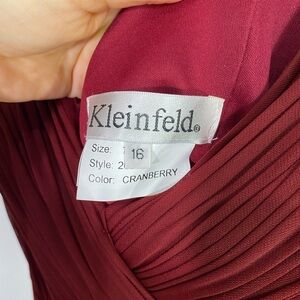 Kleinfeld®
Size: 16
Style: 2
Color: CRANBERRY